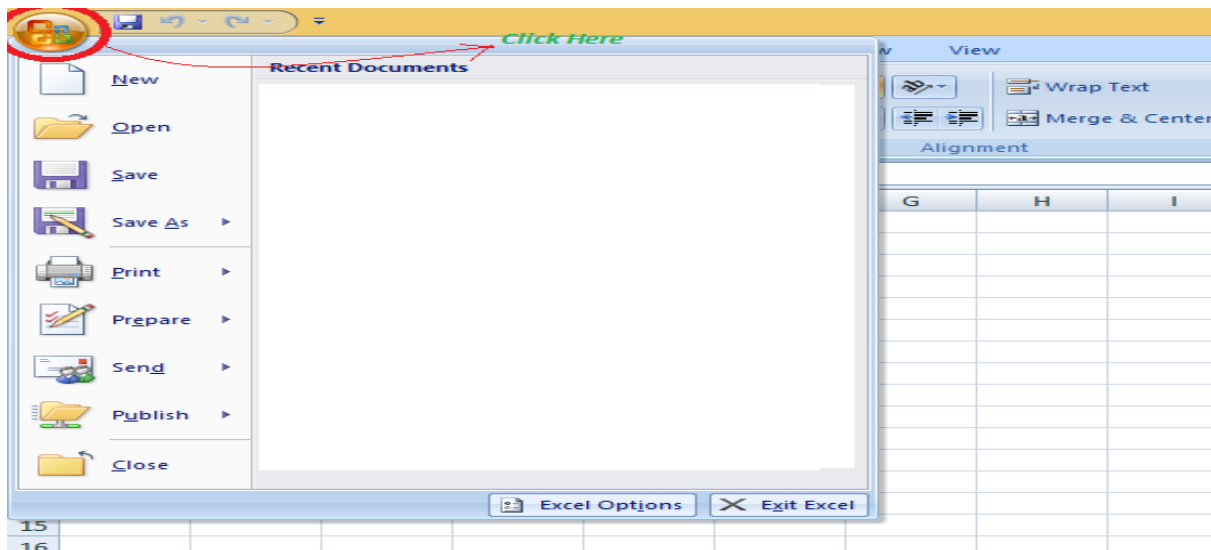 Click Here
View
Recent Documents
New
Open
Save
Save As
Print
Prepare
Send
Publish
Close
Excel Options
Exit Excel
Wrap Text
Merge & Center
Alignment
G H I
15
16